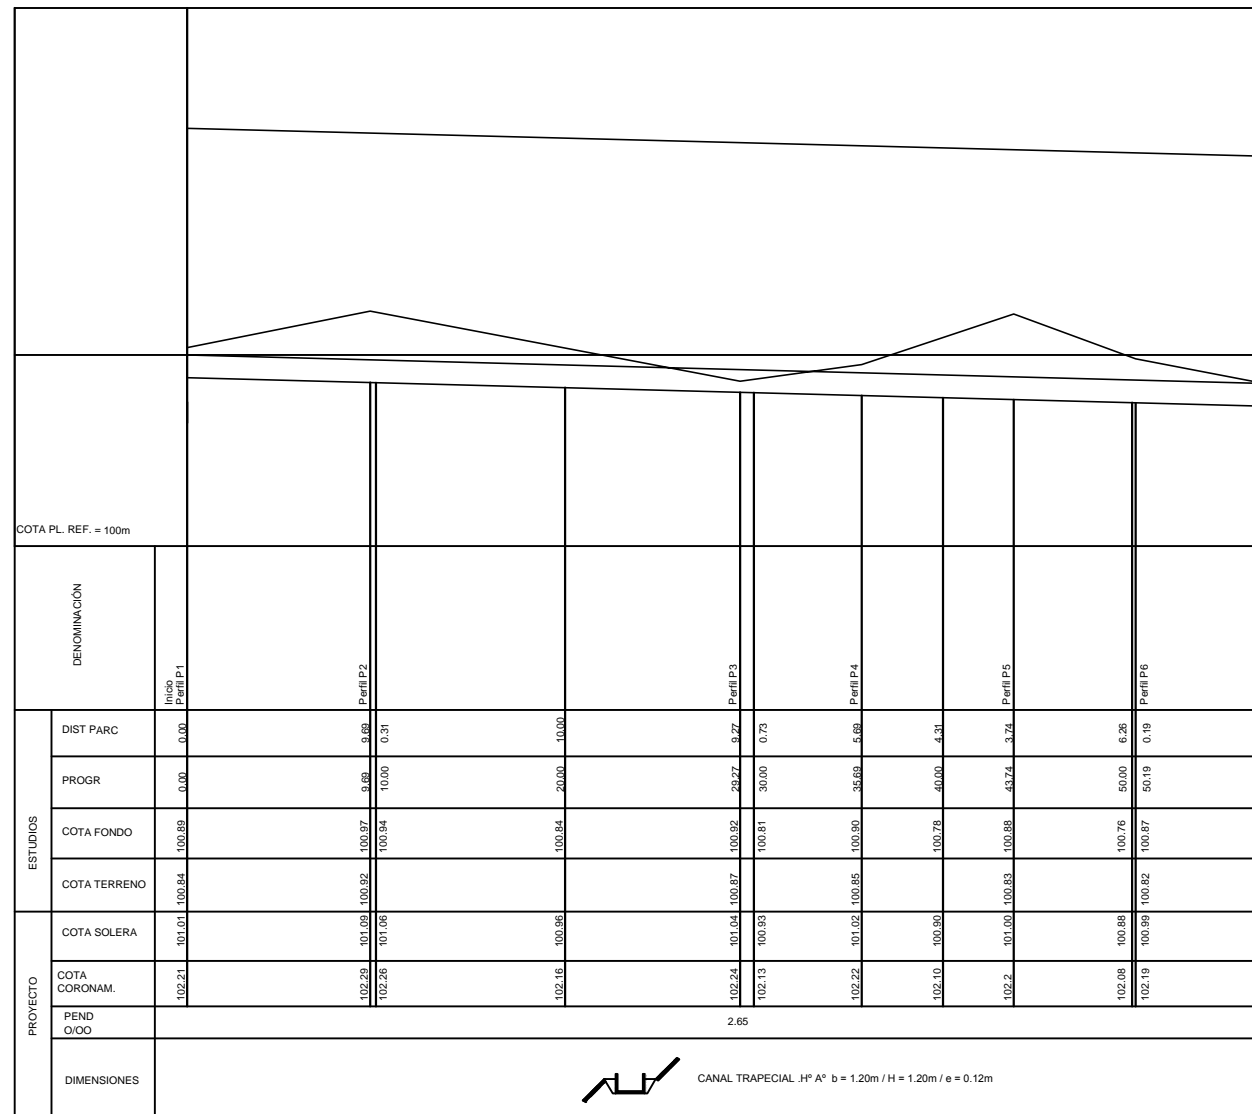 COTA PL. REF. = 100m
DENOMINACIÓN
Inicio
Perfil P1
Perfil P2
Perfil P3
Perfil P4
Perfil P5
Perfil P6
ESTUDIOS
DIST PARC
0.00 9.69 0.31 10.00 9.27 0.73 5.69 4.31 3.74 6.26 0.19
PROGR
0.00 9.69 10.00 20.00 29.27 30.00 35.69 40.00 43.74 50.00 50.19
COTA FONDO
100.89 100.97 100.94 100.84 100.92 100.81 100.90 100.78 100.88 100.76 100.87
COTA TERRENO
100.84 100.92 100.87 100.85 100.83 100.82
PROYECTO
COTA SOLERA
101.01 101.09 101.06 100.96 101.04 100.93 101.02 100.90 101.00 100.88 100.99
COTA
CORONAM.
102.21 102.29 102.26 102.16 102.24 102.13 102.22 102.10 102.2 102.08 102.19
PEND
O/OO
2.65
DIMENSIONES
CANAL TRAPECIAL .Hº Aº b = 1.20m / H = 1.20m / e = 0.12m